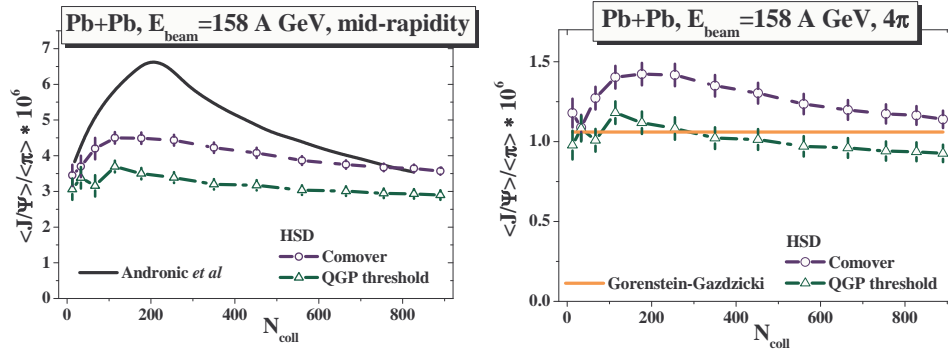 Pb+Pb, E_beam=158 A GeV, mid-rapidity
<J/Ψ>/<π> * 10^6
7
6
5
4
3
2
1
0
HSD
Comover
QGP threshold
Andronic et al
0 200 400 600 800
N_coll
Pb+Pb, E_beam=158 A GeV, 4π
<J/Ψ>/<π> * 10^6
1.5
1.0
0.5
0.0
HSD
Comover
QGP threshold
Gorenstein-Gazdzicki
0 200 400 600 800
N_coll